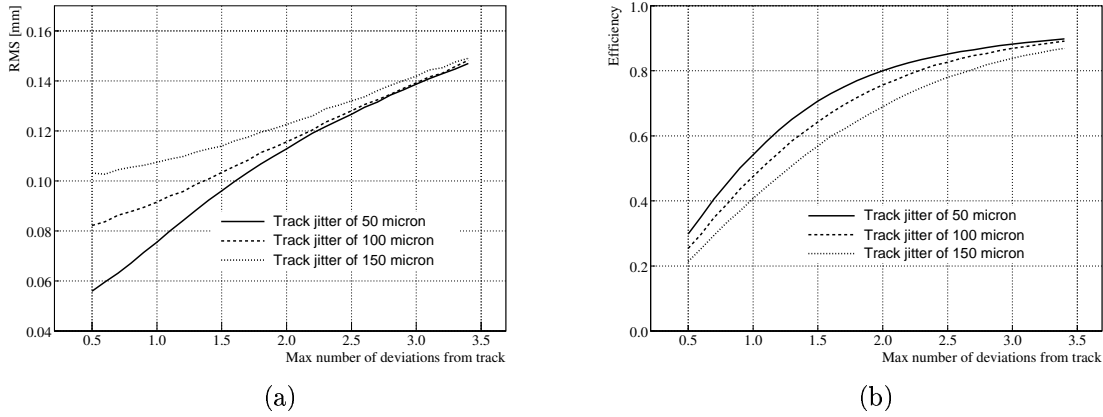 RMS [mm]
0.16
0.14
0.12
0.10
0.08
0.06
0.04
Track jitter of 50 micron
Track jitter of 100 micron
Track jitter of 150 micron
0.5 1.0 1.5 2.0 2.5 3.0 3.5
Max number of deviations from track
(a)
Efficiency
1.0
0.8
0.6
0.4
0.2
0.0
Track jitter of 50 micron
Track jitter of 100 micron
Track jitter of 150 micron
0.5 1.0 1.5 2.0 2.5 3.0 3.5
Max number of deviations from track
(b)